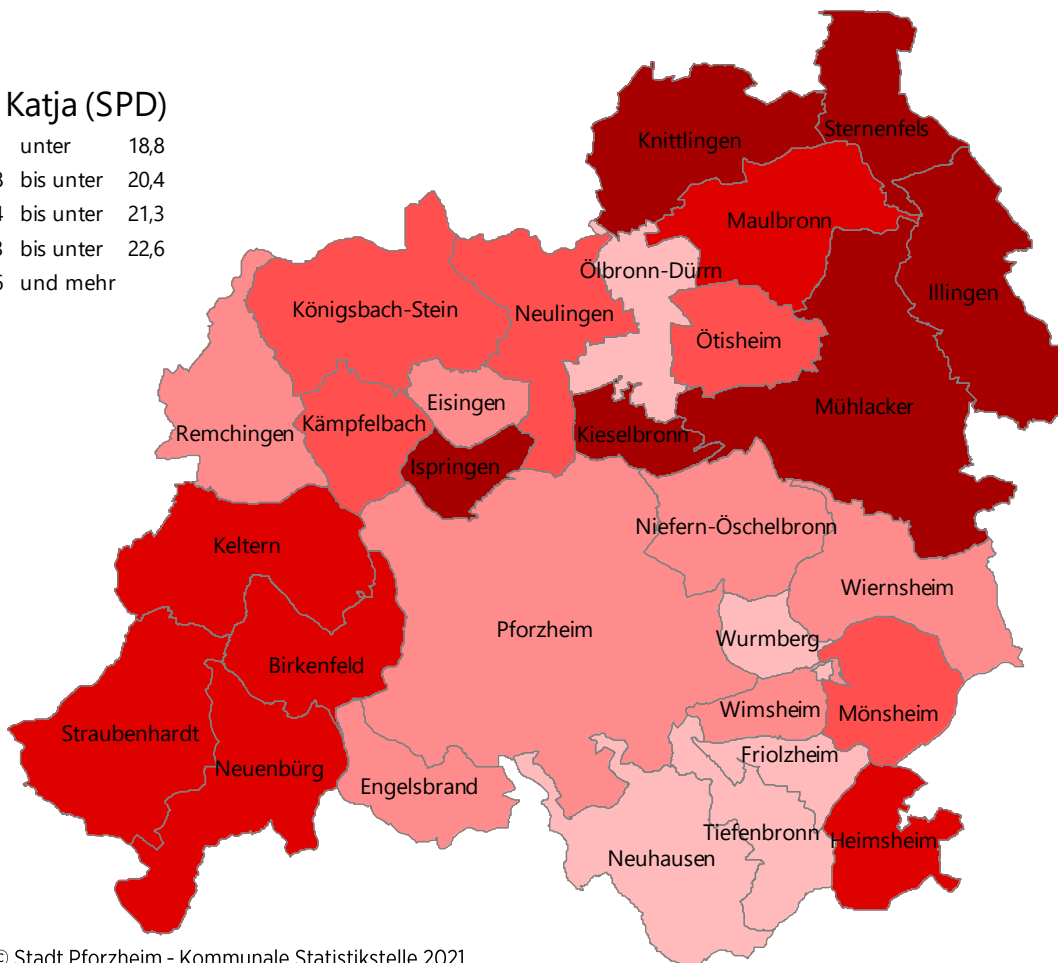 Katja (SPD)
unter 18,8
bis unter 20,4
bis unter 21,3
bis unter 22,6
und mehr
Knittlingen
Sternenfels
Maulbronn
Ölbronn-Dürrn
Illingen
Königsbach-Stein
Neulingen
Ötisheim
Eisingen
Mühlacker
Kämpfelbach
Remchingen
Kieselbronn
Ispringen
Niefern-Öschelbronn
Keltern
Wiernsheim
Pforzheim
Wurmberg
Birkenfeld
Wimsheim
Mönsheim
Straubenhardt
Friolzheim
Neuenbürg
Engelsbrand
Tiefenbronn
Heimsheim
Neuhausen
© Stadt Pforzheim - Kommunale Statistikstelle 2021